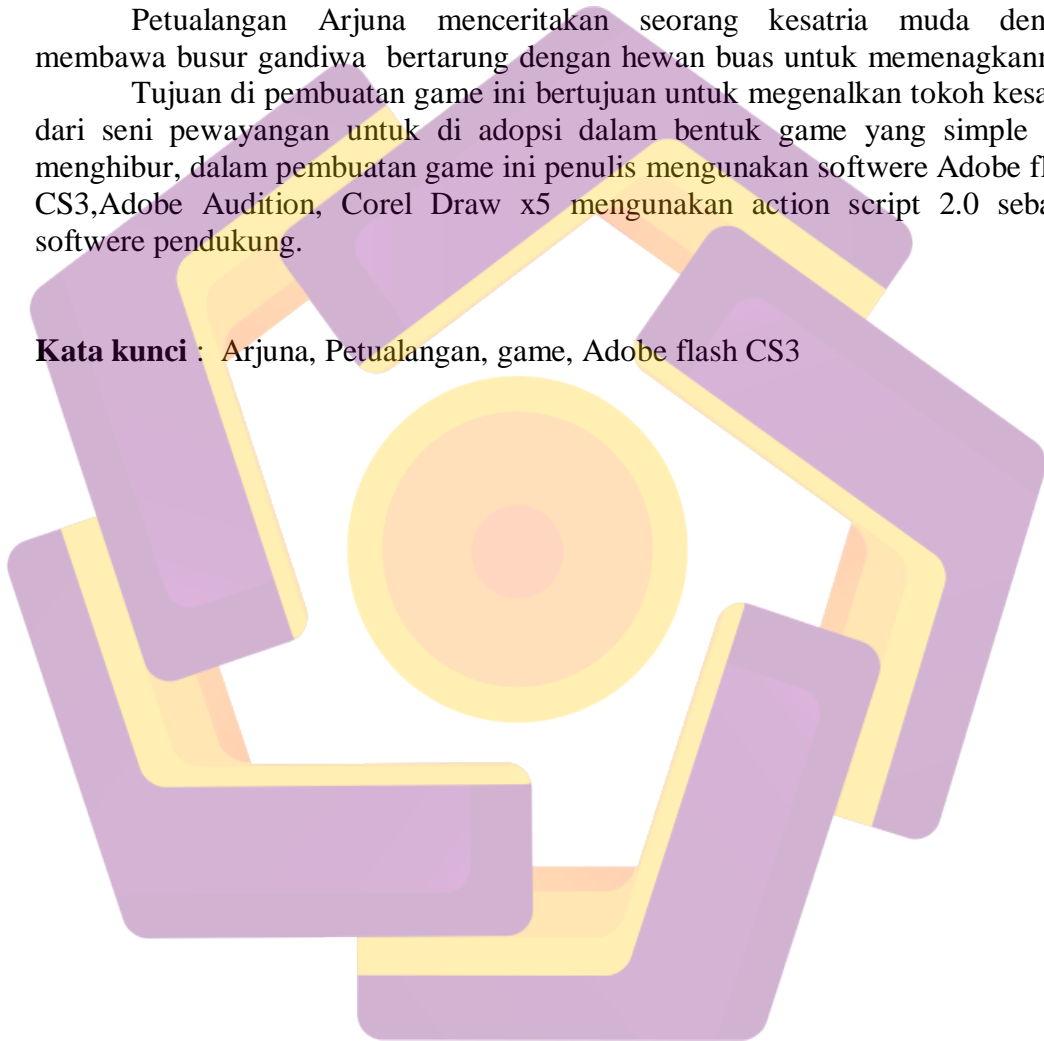 Petualangan Arjuna menceritakan seorang kesatria muda den
membawa busur gandiwa bertarung dengan hewan buas untuk memenagkann
Tujuan di pembuatan game ini bertujuan untuk megenalkan tokoh kesa
dari seni pewayangan untuk di adopsi dalam bentuk game yang simple
menghibur, dalam pembuatan game ini penulis mengunakan softwere Adobe fl
CS3,Adobe Audition, Corel Draw x5 mengunakan action script 2.0 seba
softwere pendukung.
Kata kunci : Arjuna, Petualangan, game, Adobe flash CS3